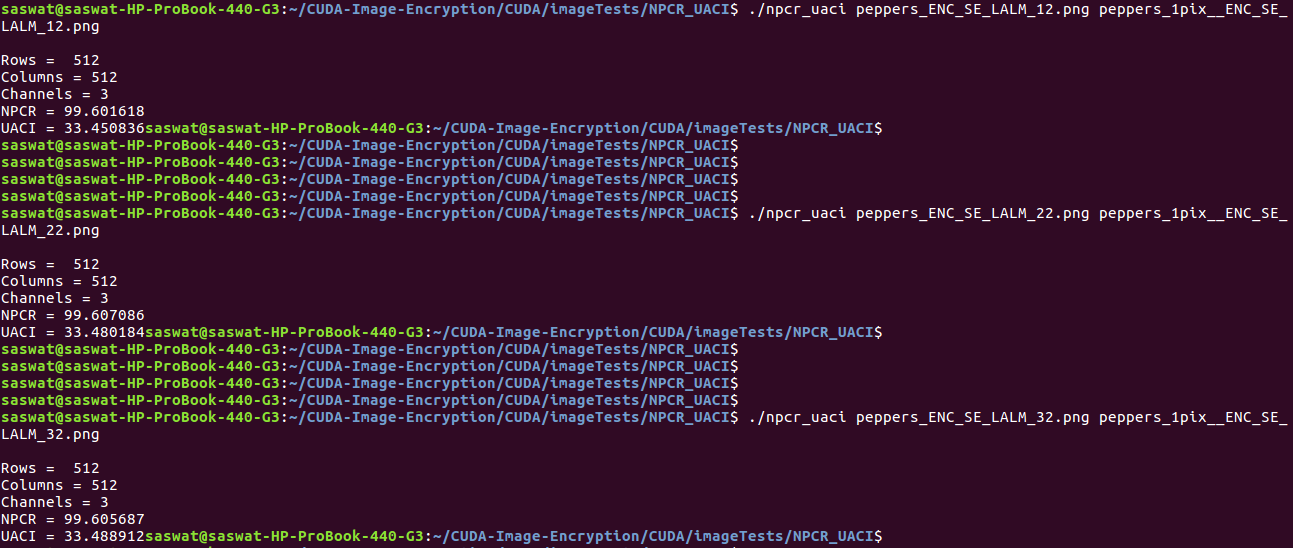 saswat@saswat-HP-ProBook-440-G3:~/CUDA-Image-Encryption/CUDA/imageTests/NPCR_UACI$ ./npcr_uaci peppers_ENC_SE_LALM_12.png peppers_1pix__ENC_SE_
LALM_12.png
Rows =  512
Columns = 512
Channels = 3
NPCR = 99.601618
UACI = 33.450836saswat@saswat-HP-ProBook-440-G3:~/CUDA-Image-Encryption/CUDA/imageTests/NPCR_UACI$
saswat@saswat-HP-ProBook-440-G3:~/CUDA-Image-Encryption/CUDA/imageTests/NPCR_UACI$
saswat@saswat-HP-ProBook-440-G3:~/CUDA-Image-Encryption/CUDA/imageTests/NPCR_UACI$
saswat@saswat-HP-ProBook-440-G3:~/CUDA-Image-Encryption/CUDA/imageTests/NPCR_UACI$
saswat@saswat-HP-ProBook-440-G3:~/CUDA-Image-Encryption/CUDA/imageTests/NPCR_UACI$
saswat@saswat-HP-ProBook-440-G3:~/CUDA-Image-Encryption/CUDA/imageTests/NPCR_UACI$ ./npcr_uaci peppers_ENC_SE_LALM_22.png peppers_1pix__ENC_SE_
LALM_22.png
Rows =  512
Columns = 512
Channels = 3
NPCR = 99.607086
UACI = 33.480184saswat@saswat-HP-ProBook-440-G3:~/CUDA-Image-Encryption/CUDA/imageTests/NPCR_UACI$
saswat@saswat-HP-ProBook-440-G3:~/CUDA-Image-Encryption/CUDA/imageTests/NPCR_UACI$
saswat@saswat-HP-ProBook-440-G3:~/CUDA-Image-Encryption/CUDA/imageTests/NPCR_UACI$
saswat@saswat-HP-ProBook-440-G3:~/CUDA-Image-Encryption/CUDA/imageTests/NPCR_UACI$
saswat@saswat-HP-ProBook-440-G3:~/CUDA-Image-Encryption/CUDA/imageTests/NPCR_UACI$
saswat@saswat-HP-ProBook-440-G3:~/CUDA-Image-Encryption/CUDA/imageTests/NPCR_UACI$ ./npcr_uaci peppers_ENC_SE_LALM_32.png peppers_1pix__ENC_SE_
LALM_32.png
Rows =  512
Columns = 512
Channels = 3
NPCR = 99.605687
UACI = 33.488912saswat@saswat-HP-ProBook-440-G3:~/CUDA-Image-Encryption/CUDA/imageTests/NPCR_UACI$